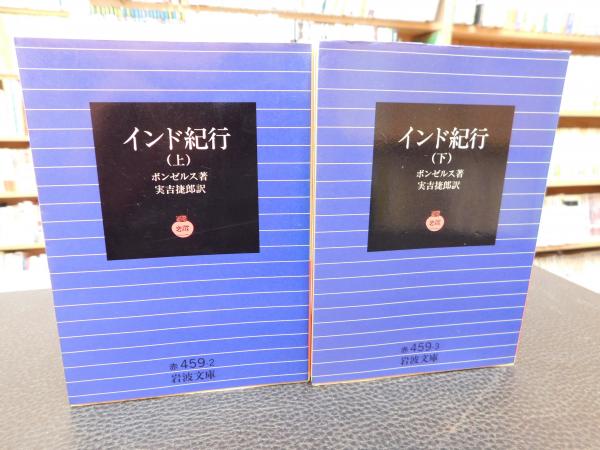 インド紀行
(上)
ボンゼルス著
実吉捷郎訳
岩波
赤 459-2
岩波文庫
インド紀行
(下)
ボンゼルス著
実吉捷郎訳
岩波
赤 459-3
岩波文庫